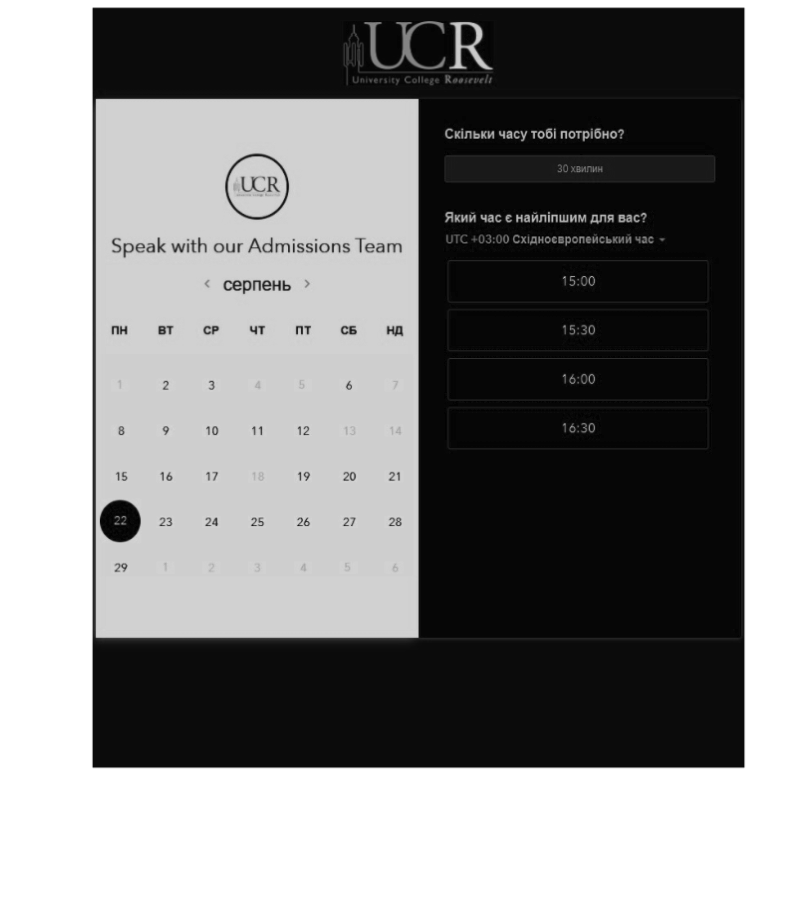 UCR
University College Roosevelt
UCR
Speak with our Admissions Team
серпень
ПН ВТ СР ЧТ ПТ СБ НД
1 2 3 4 5 6 7
8 9 10 11 12 13 14
15 16 17 18 19 20 21
22 23 24 25 26 27 28
29 1 2 3 4 5 6
Скільки часу тобі потрібно?
30 хвилин
Який час є найліпшим для вас?
UTC +03:00 Східноєвропейський час
15:00
15:30
16:00
16:30